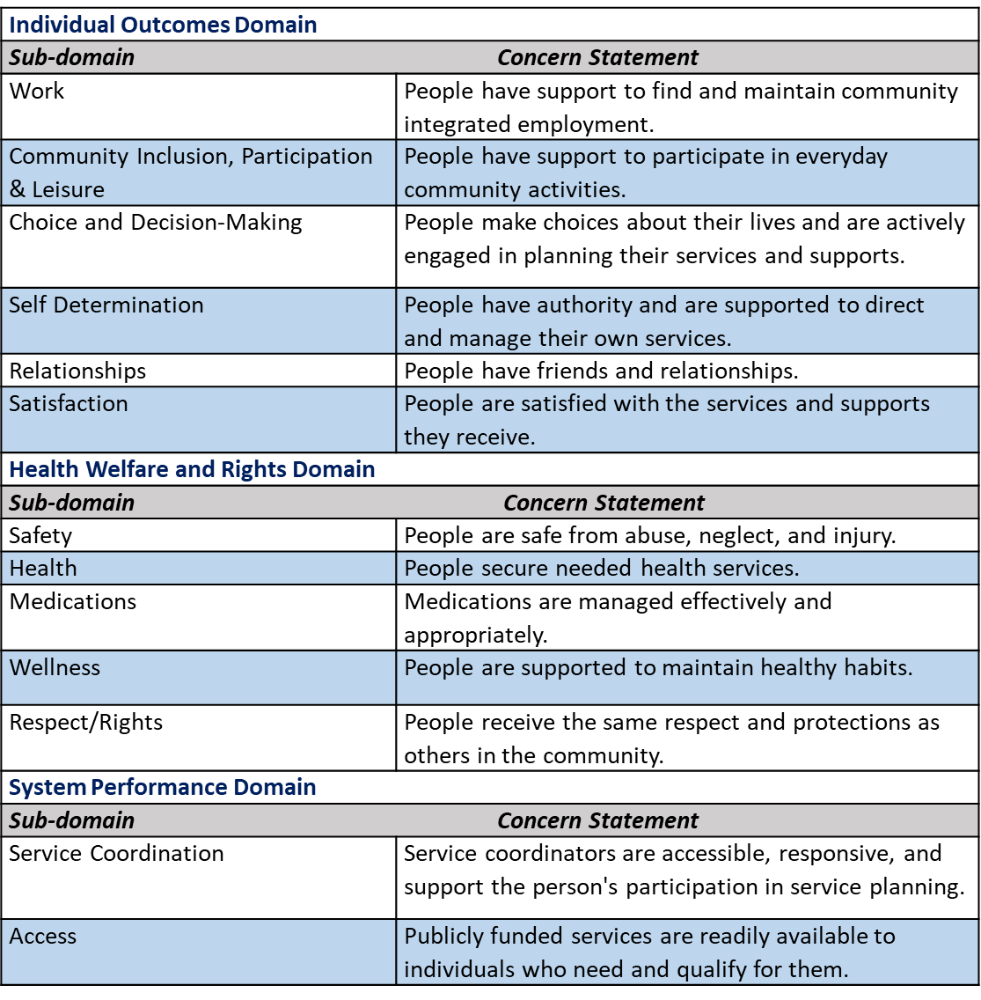 Individual Outcomes Domain
Sub-domain Concern Statement
Work People have support to find and maintain community
integrated employment.
Community Inclusion, Participation People have support to participate in everyday
& Leisure community activities.
Choice and Decision-Making People make choices about their lives and are actively
engaged in planning their services and supports.
Self Determination People have authority and are supported to direct
and manage their own services.
Relationships People have friends and relationships.
Satisfaction People are satisfied with the services and supports
they receive.
Health Welfare and Rights Domain
Sub-domain Concern Statement
Safety People are safe from abuse, neglect, and injury.
Health People secure needed health services.
Medications Medications are managed effectively and
appropriately.
Wellness People are supported to maintain healthy habits.
Respect/Rights People receive the same respect and protections as
others in the community.
System Performance Domain
Sub-domain Concern Statement
Service Coordination Service coordinators are accessible, responsive, and
support the person's participation in service planning.
Access Publicly funded services are readily available to
individuals who need and qualify for them.